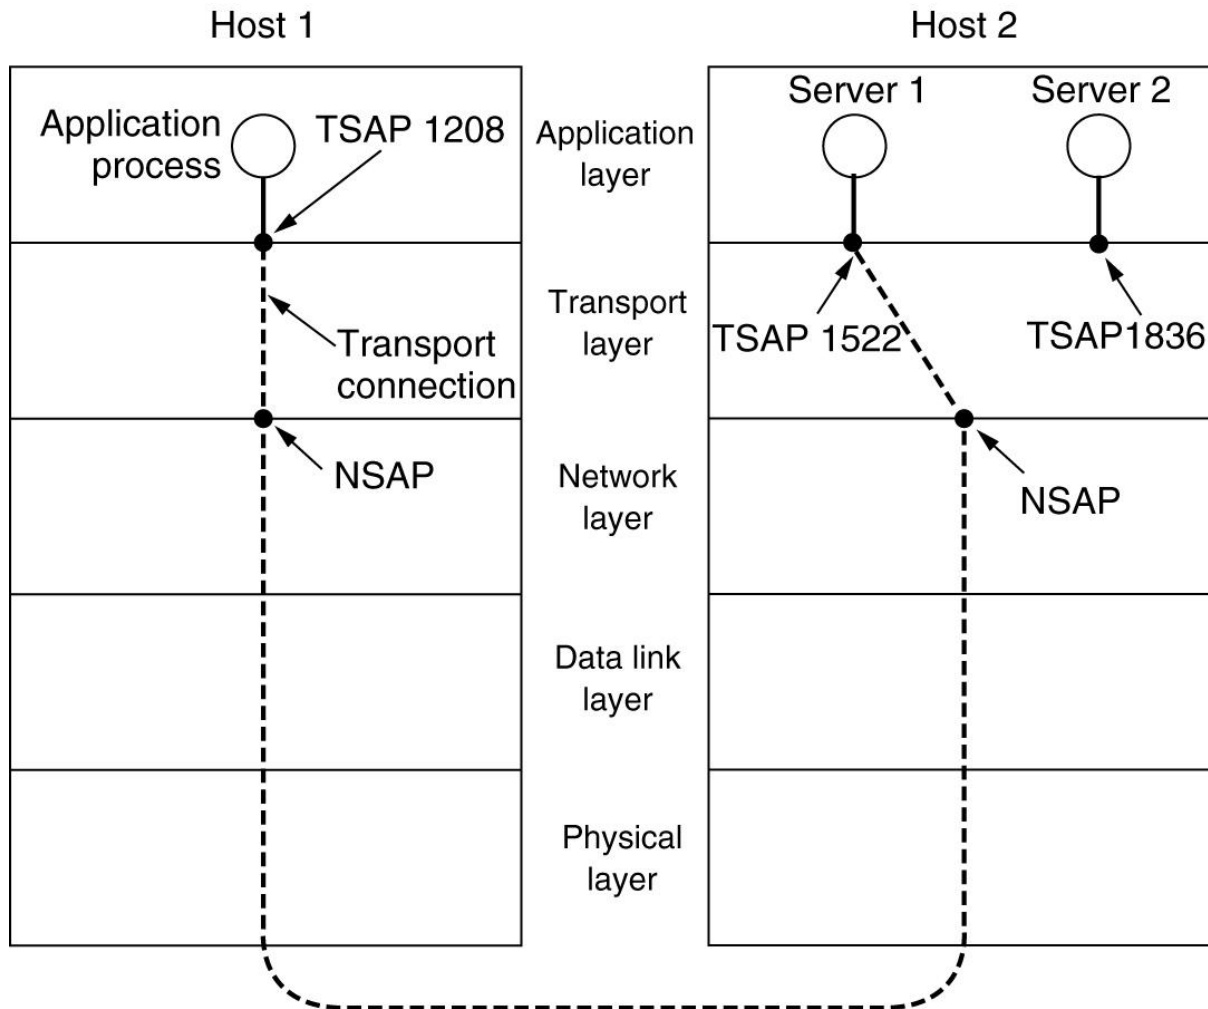 Host 1
Host 2
Application
process
TSAP 1208
Application
layer
Server 1
Server 2
Transport
connection
Transport
layer
TSAP 1522
TSAP1836
NSAP
Network
layer
NSAP
Data link
layer
Physical
layer